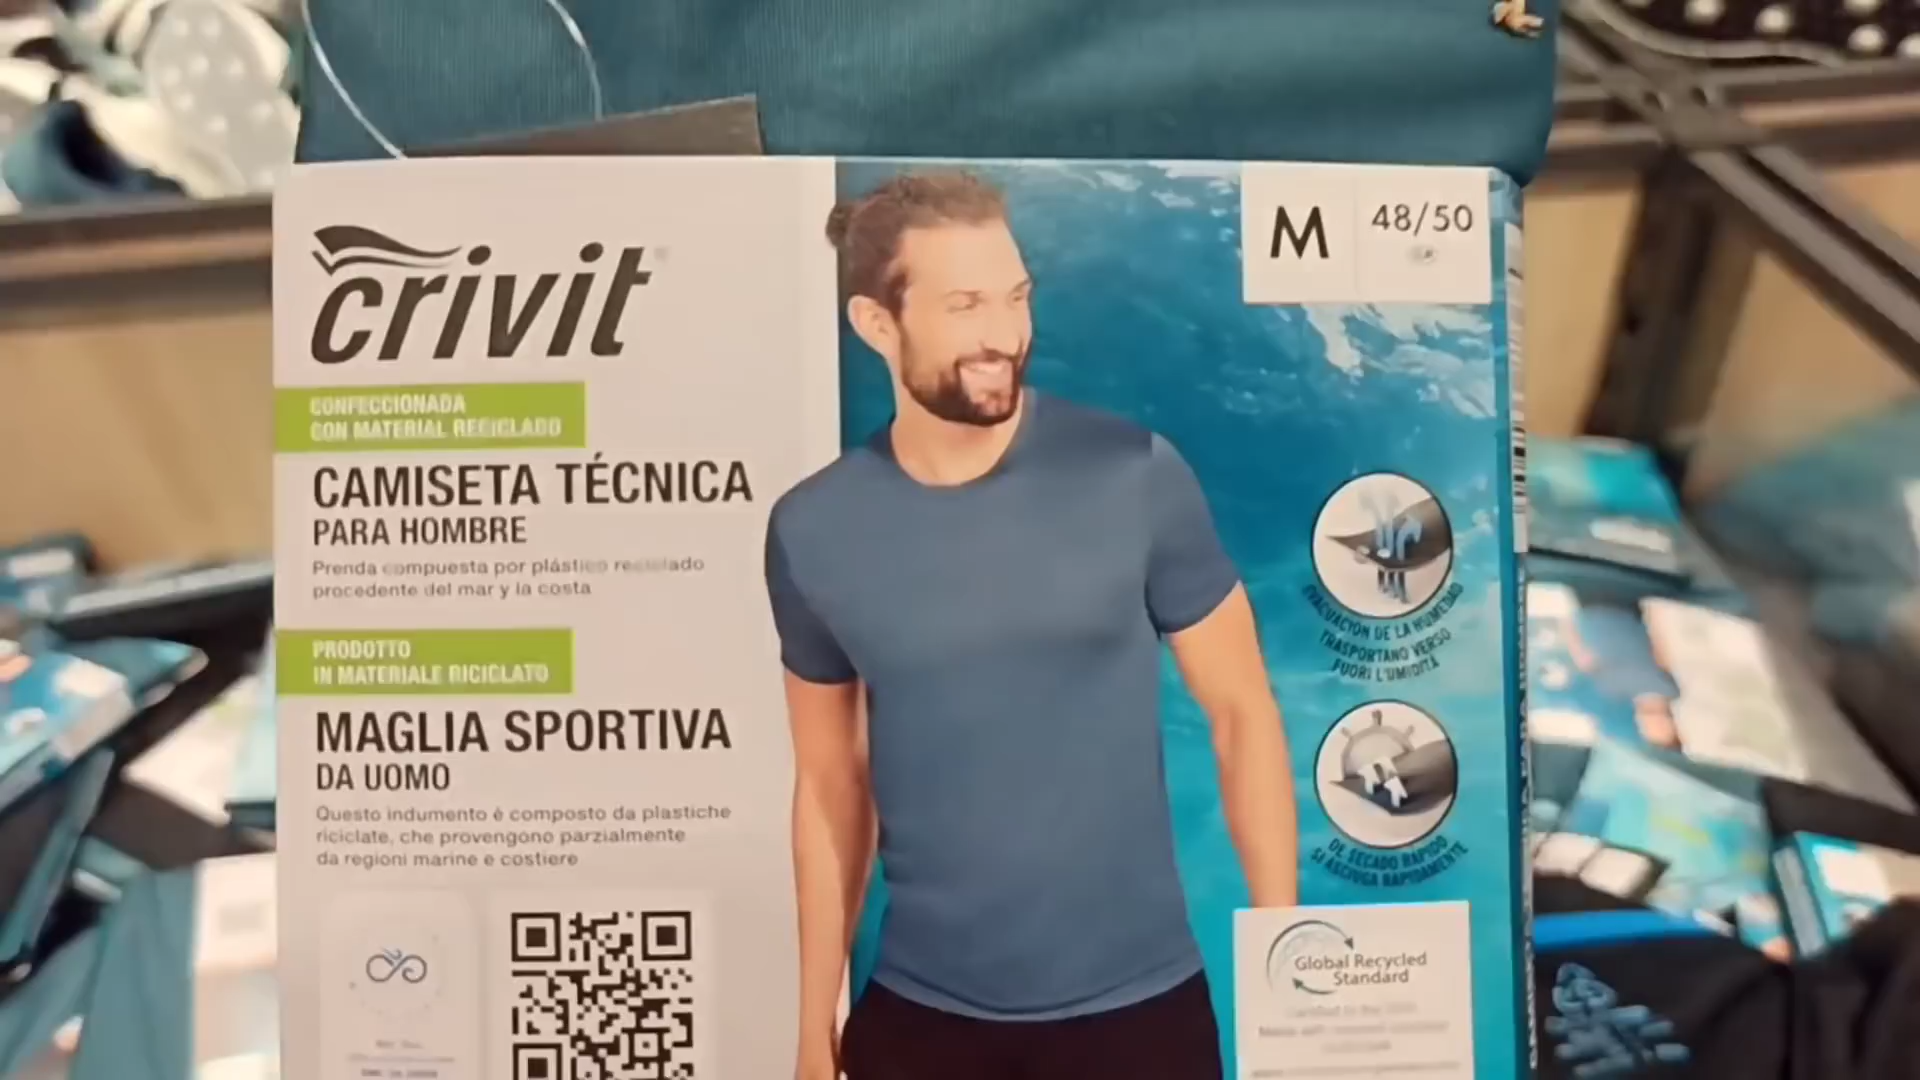 crivit
M
48/50
CONFECCIONADA
CON MATERIAL RECICLADO
CAMISETA TÉCNICA
PARA HOMBRE
Prenda compuesta por plástico reciclado
procedente del mar y la costa
PRODOTTO
IN MATERIALE RICICLATO
MAGLIA SPORTIVA
DA UOMO
Questo indumento è composto da plastiche
riciclate, che provengono parzialmente
da regioni marine e costiere
EVACUACIÓN DE LA HUMEDAD
TRASPORTANO VERSO
FUORI L'UMIDITÀ
DE SECADO RÁPIDO
SI ASCIUGA RAPIDAMENTE
Global Recycled
Standard